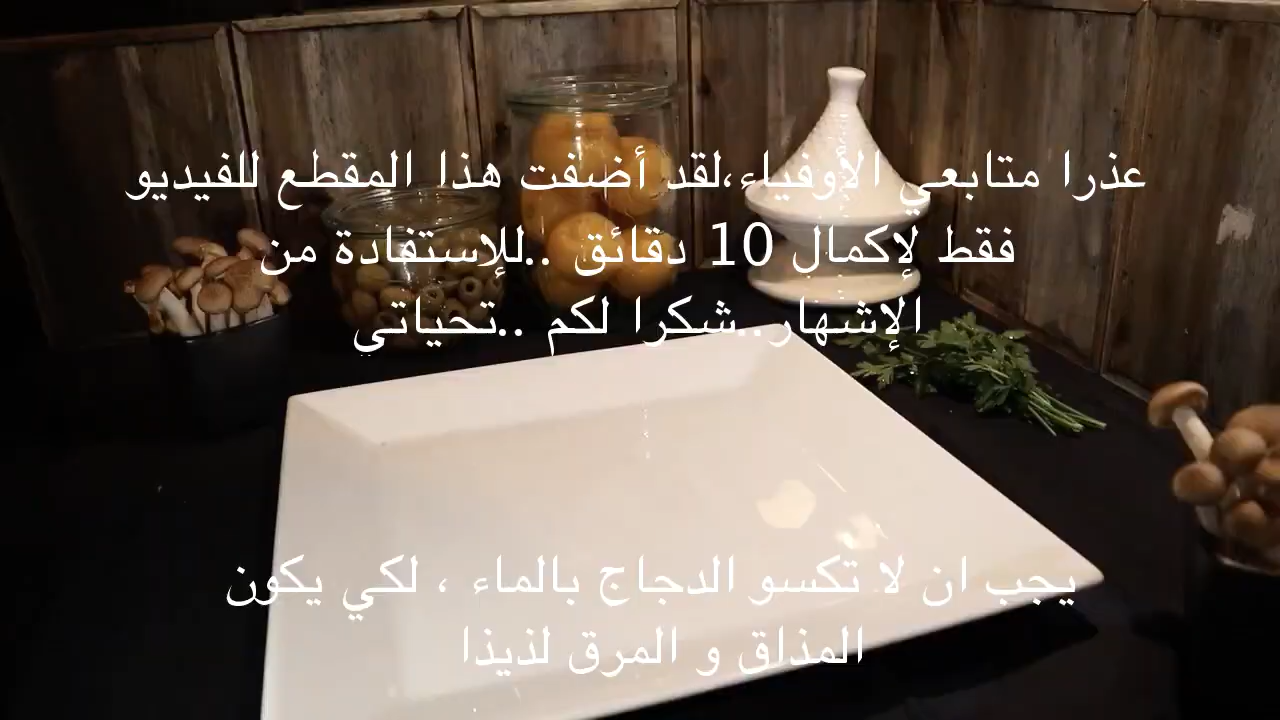 عذرا متابعي الأوفياء،لقد أضفت هذا المقطع للفيديو
فقط لإكمال 10 دقائق ..للإستفادة من
الإشهار..شكرا لكم ..تحياتي
يجب ان لا تكسو الدجاج بالماء ، لكي يكون
المذلق و المرق لذيذا